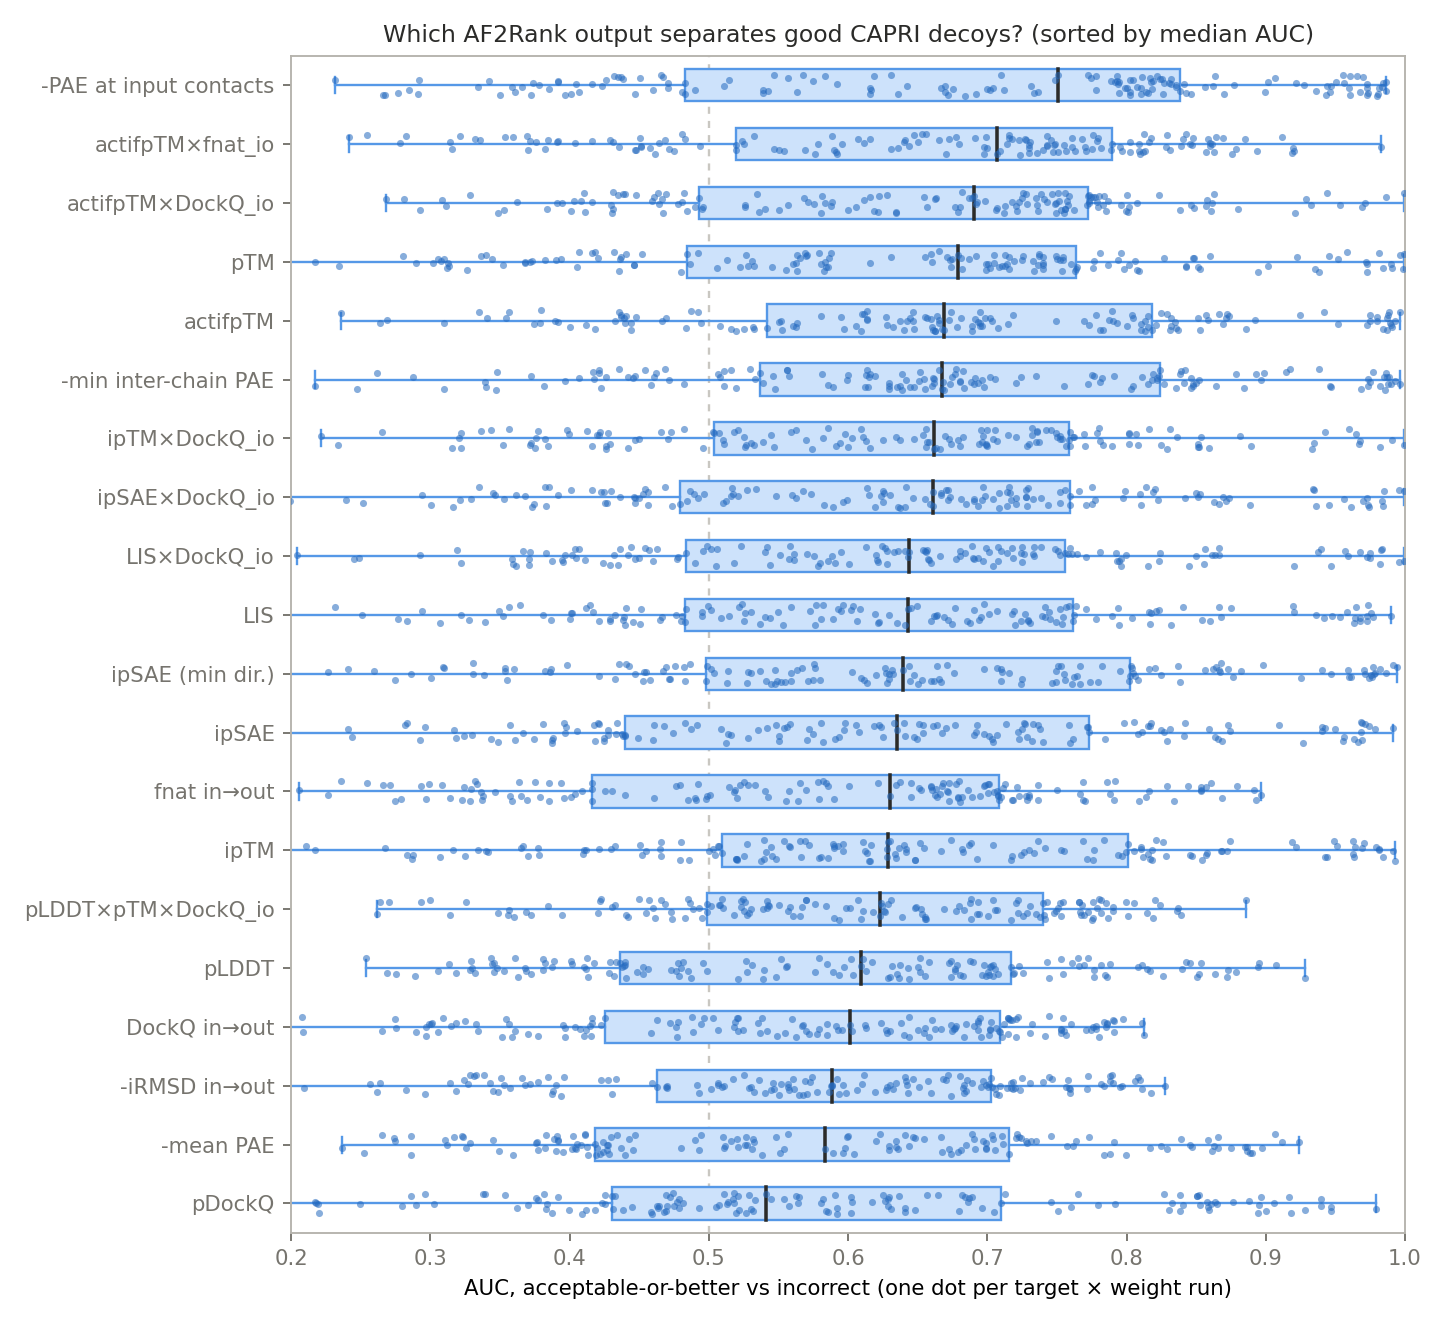 Which AF2Rank output separates good CAPRI decoys? (sorted by median AUC)
-PAE at input contacts
actifpTM×fnat_io
actifpTM×DockQ_io
pTM
actifpTM
-min inter-chain PAE
ipTM×DockQ_io
ipSAE×DockQ_io
LIS×DockQ_io
LIS
ipSAE (min dir.)
ipSAE
fnat in→out
ipTM
pLDDT×pTM×DockQ_io
pLDDT
DockQ in→out
-iRMSD in→out
-mean PAE
pDockQ
0.2 0.3 0.4 0.5 0.6 0.7 0.8 0.9 1.0
AUC, acceptable-or-better vs incorrect (one dot per target × weight run)